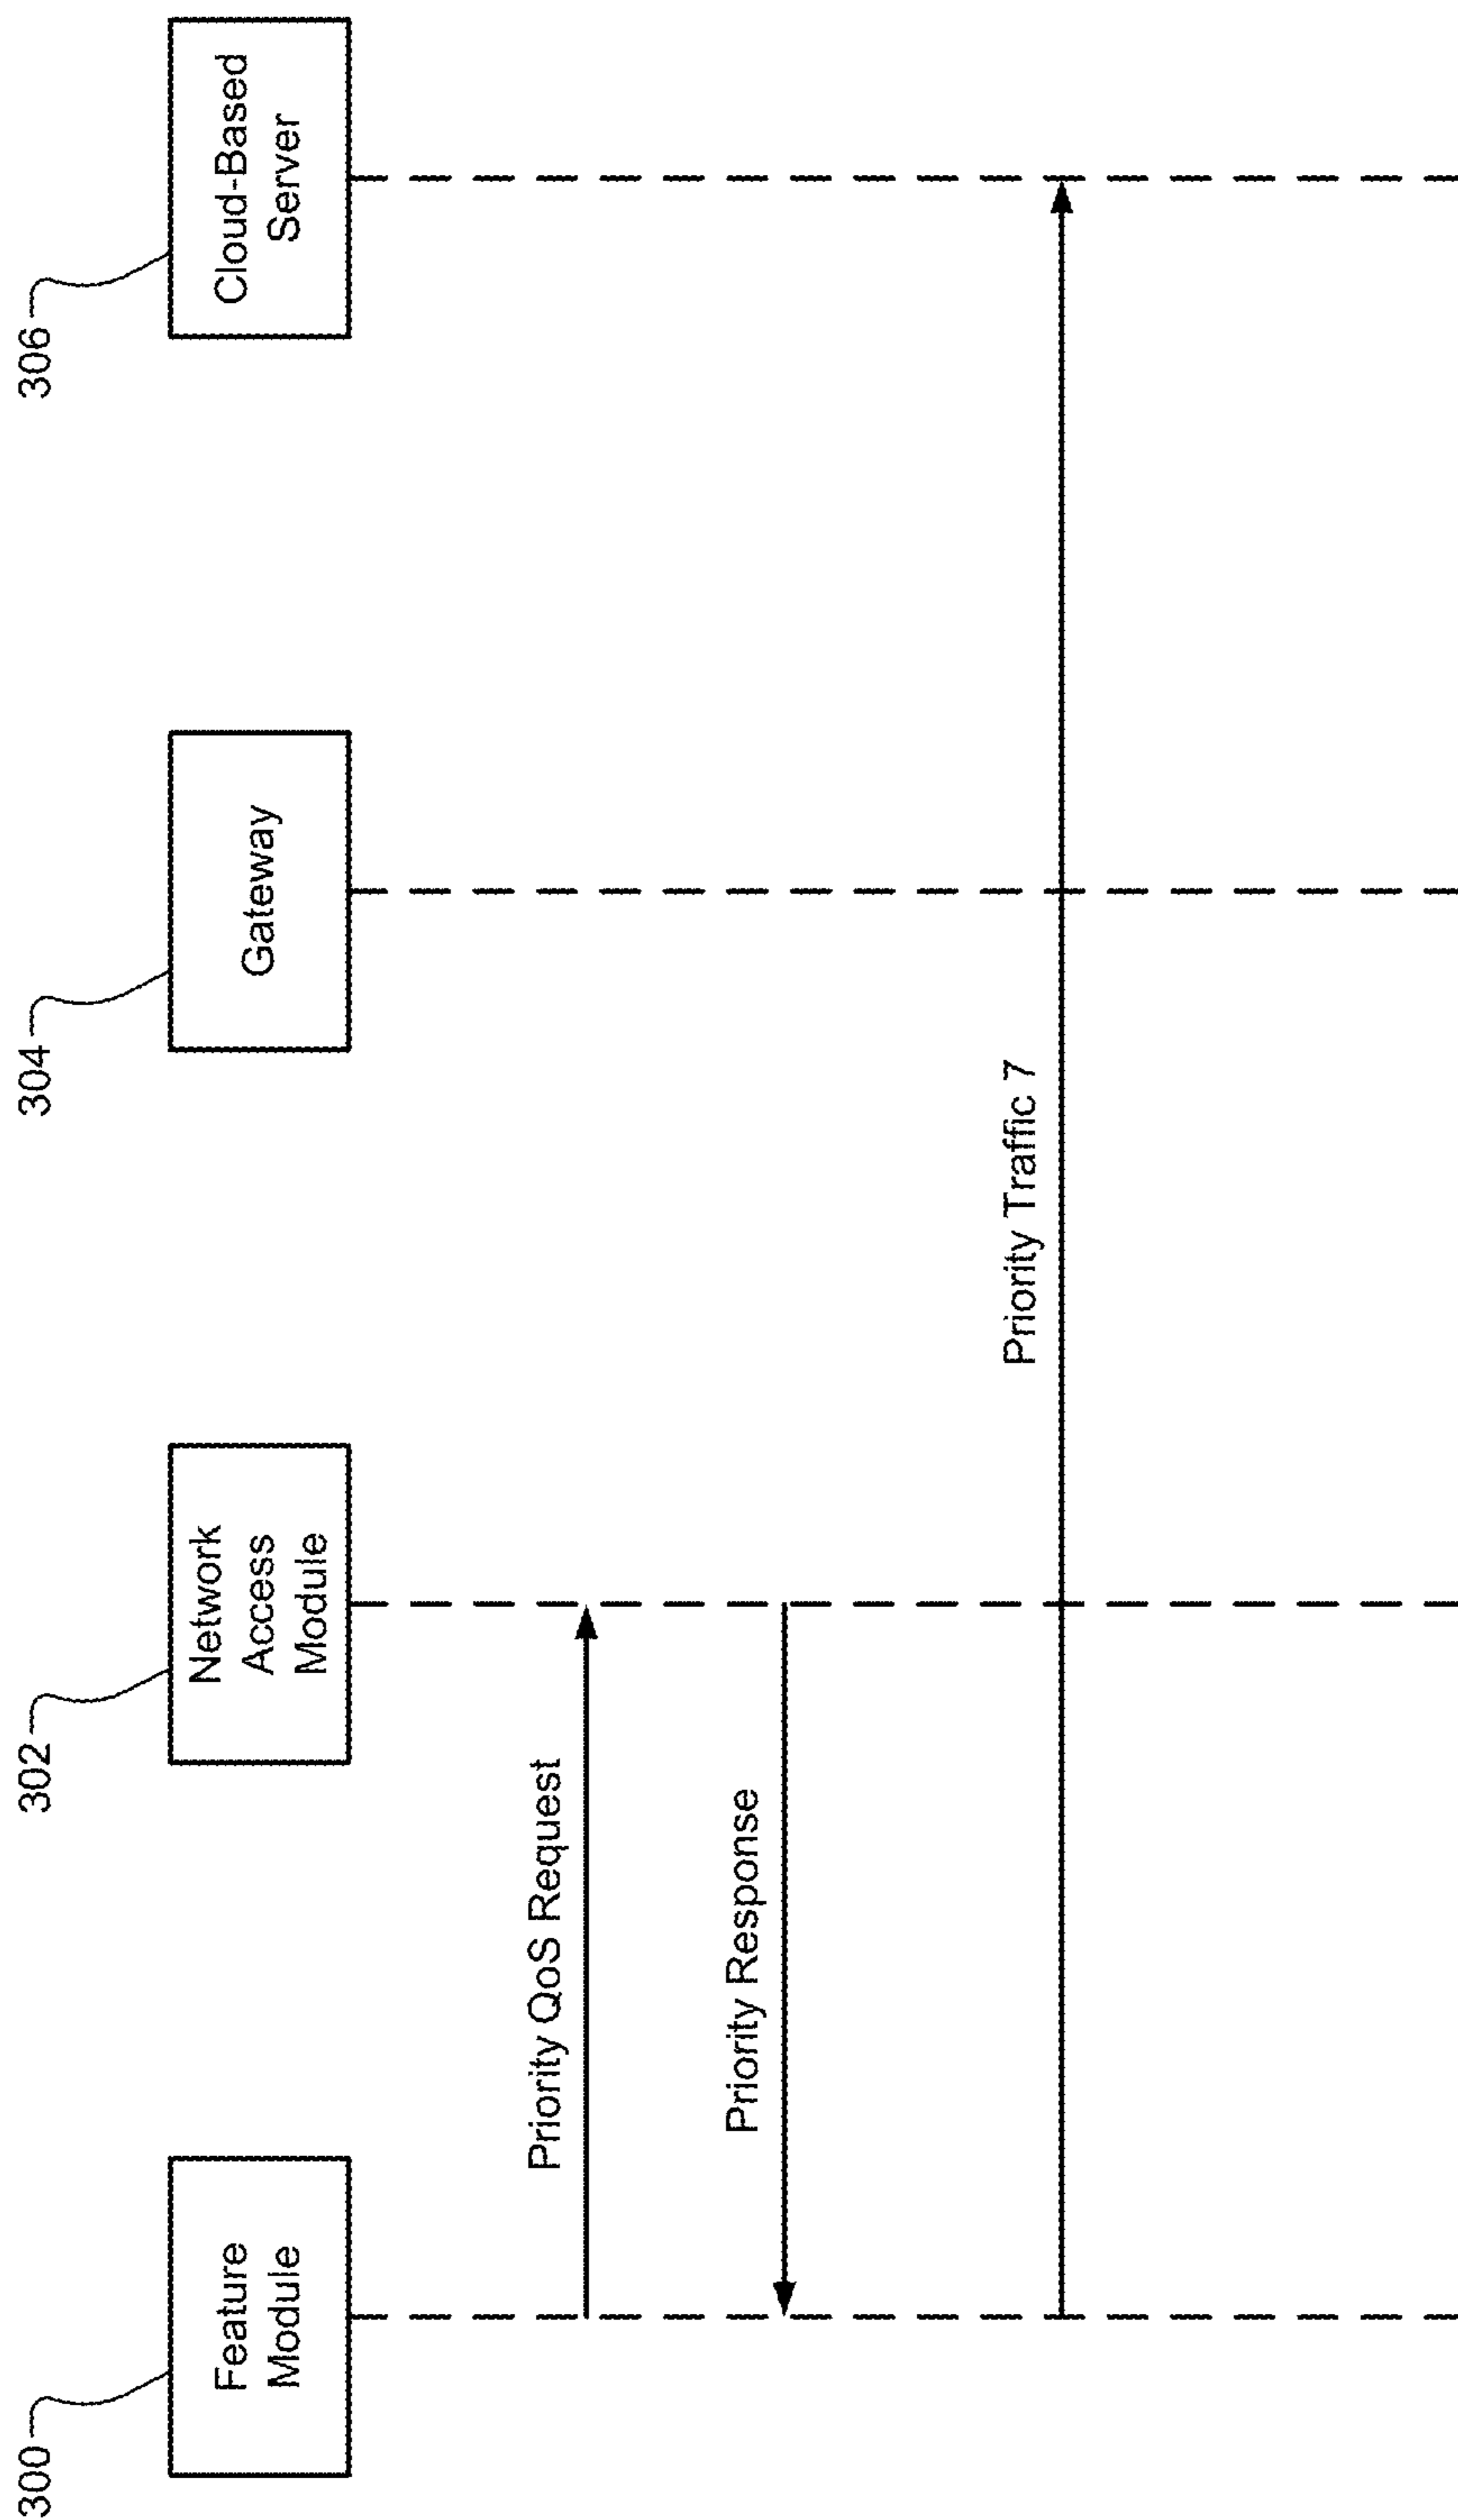 300
302
304
306
Feature
Module
Network
Access
Module
Gateway
Cloud-Based
Server
Priority QoS Request
Priority Response
Priority Traffic 7